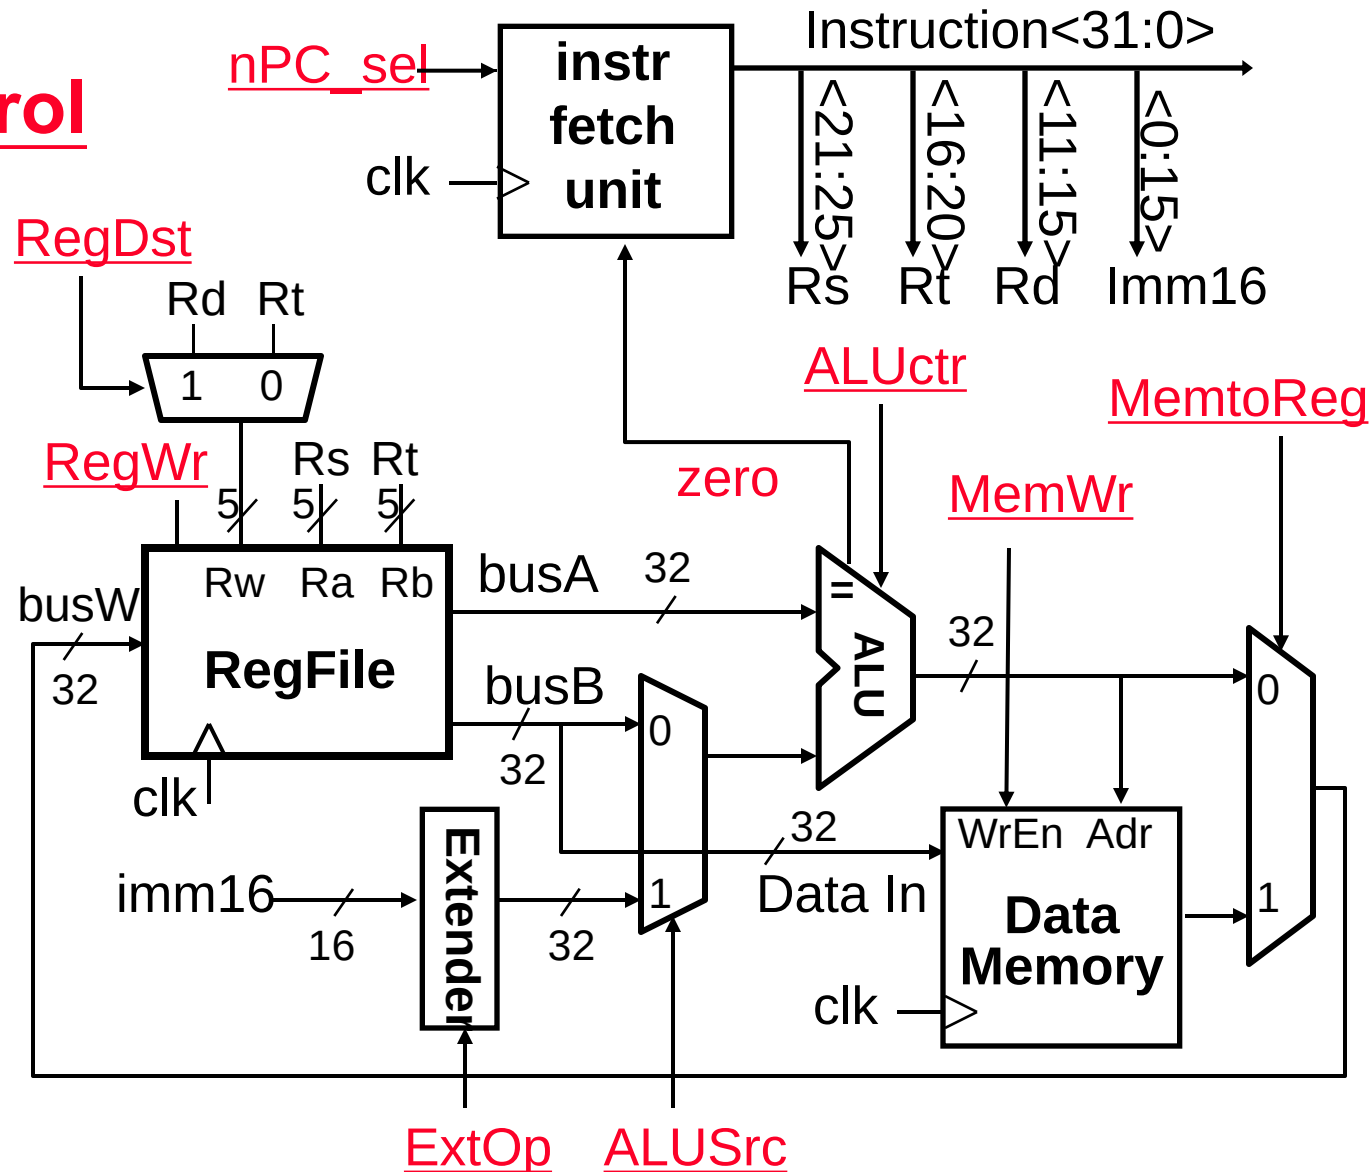 Instruction<31:0>
nPC_sel
instr
fetch
unit
rol
clk
<21:25>
<16:20>
<11:15>
<0:15>
RegDst
Rs
Rt
Rd
Imm16
Rd
Rt
ALUctr
1
0
MemtoReg
RegWr
Rs
Rt
zero
MemWr
5
5
5
busW
Rw
Ra
Rb
busA
32
=
32
RegFile
busB
ALU
32
0
0
32
clk
32
WrEn
Adr
imm16
Extender
1
Data In
Data
Memory
1
16
32
clk
ExtOp
ALUSrc